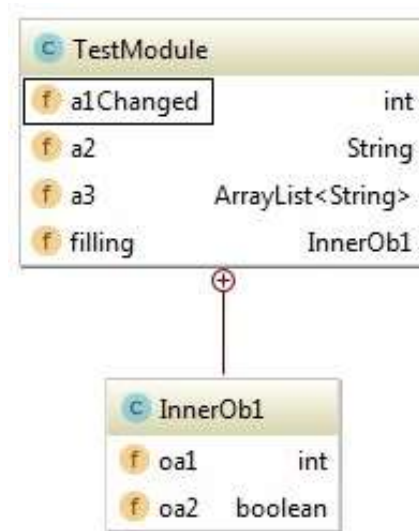 C TestModule
f a1Changed int
f a2 String
f a3 ArrayList<String>
f filling InnerOb1
C InnerOb1
f oa1 int
f oa2 boolean